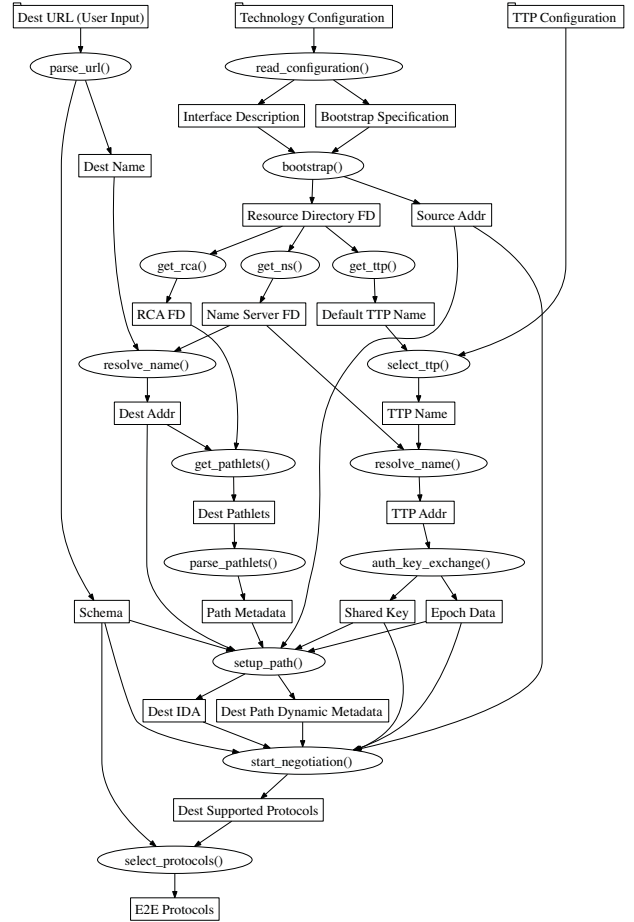 Dest URL (User Input)
Technology Configuration
TTP Configuration
parse_url()
read_configuration()
Interface Description
Bootstrap Specification
Dest Name
bootstrap()
Resource Directory FD
Source Addr
get_rca()
get_ns()
get_ttp()
RCA FD
Name Server FD
Default TTP Name
resolve_name()
select_ttp()
Dest Addr
TTP Name
get_pathlets()
resolve_name()
Dest Pathlets
TTP Addr
parse_pathlets()
auth_key_exchange()
Schema
Path Metadata
Shared Key
Epoch Data
setup_path()
Dest IDA
Dest Path Dynamic Metadata
start_negotiation()
Dest Supported Protocols
select_protocols()
E2E Protocols